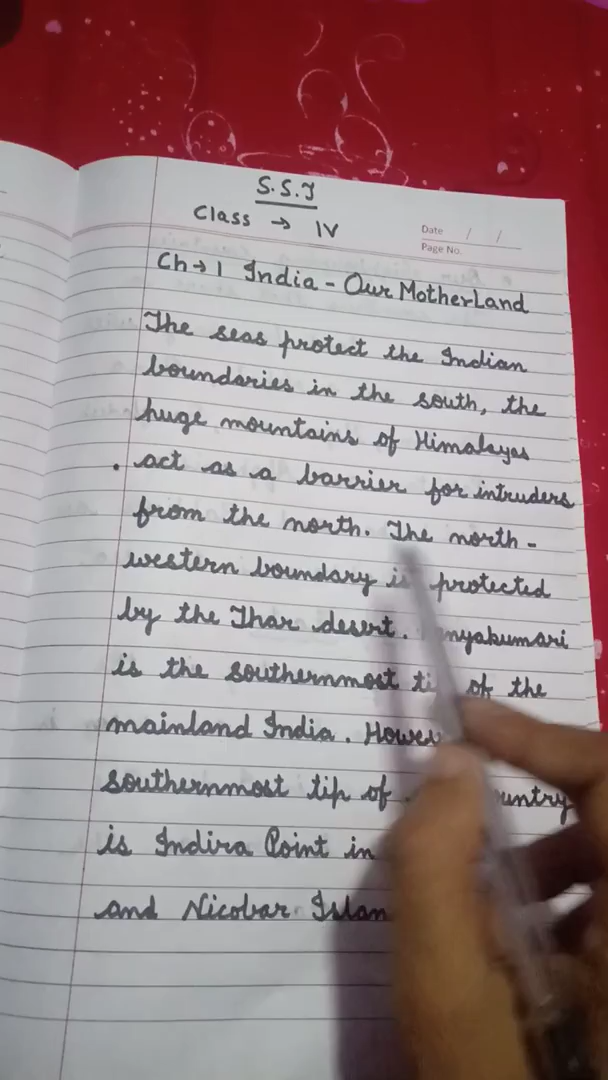 S.S.J
Class → IV
Date / /
Page No.
Ch→1 India - Our MotherLand
The seas protect the Indian
boundaries in the south, the
huge mountains of Himalayas
. act as a barrier for intruders
from the north. The north-
western boundary is protected
by the Thar desert.
is the southernmost of the
mainland India.
southernmost tip of
is Indira Point in
and Nicobar